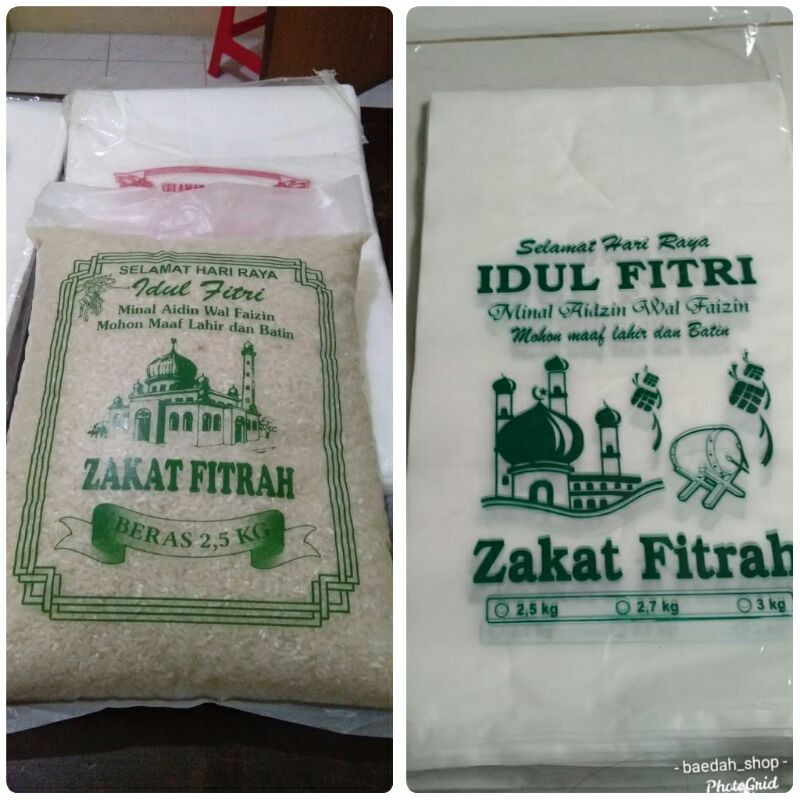 SELAMAT
SELAMAT HARI RAYA
Idul Fitri
Minal Aidin Wal Faizin
Mohon Maaf Lahir dan Batin
ZAKAT FITRAH
BERAS 2,5 KG
Selamat Hari Raya
IDUL FITRI
Minal Aidzin Wal Faizin
Mohon maaf lahir dan Batin
Zakat Fitrah
2,5 kg 2,7 kg 3 kg
- baedah_shop -
PhotoGrid